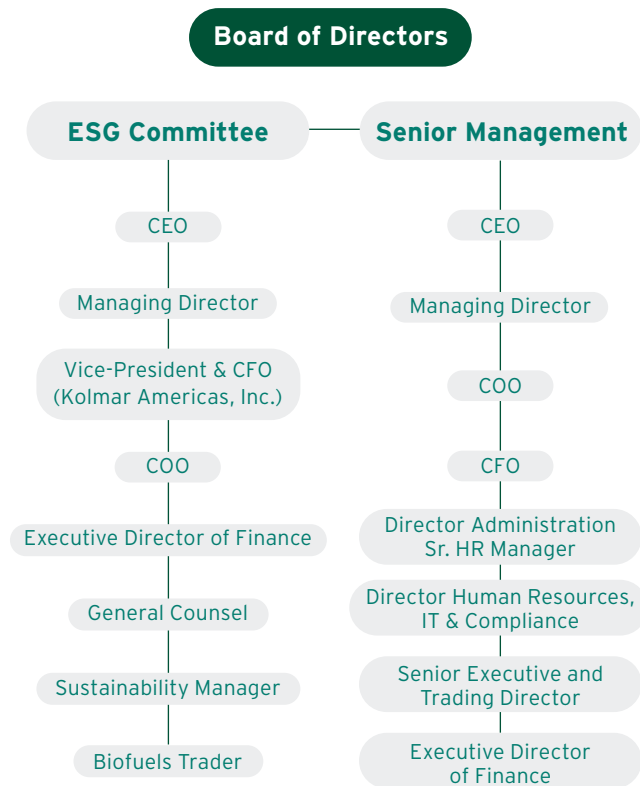 Board of Directors
ESG Committee
CEO
Managing Director
Vice-President & CFO
(Kolmar Americas, Inc.)
COO
Executive Director of Finance
General Counsel
Sustainability Manager
Biofuels Trader
Senior Management
CEO
Managing Director
COO
CFO
Director Administration
Sr. HR Manager
Director Human Resources,
IT & Compliance
Senior Executive and
Trading Director
Executive Director
of Finance